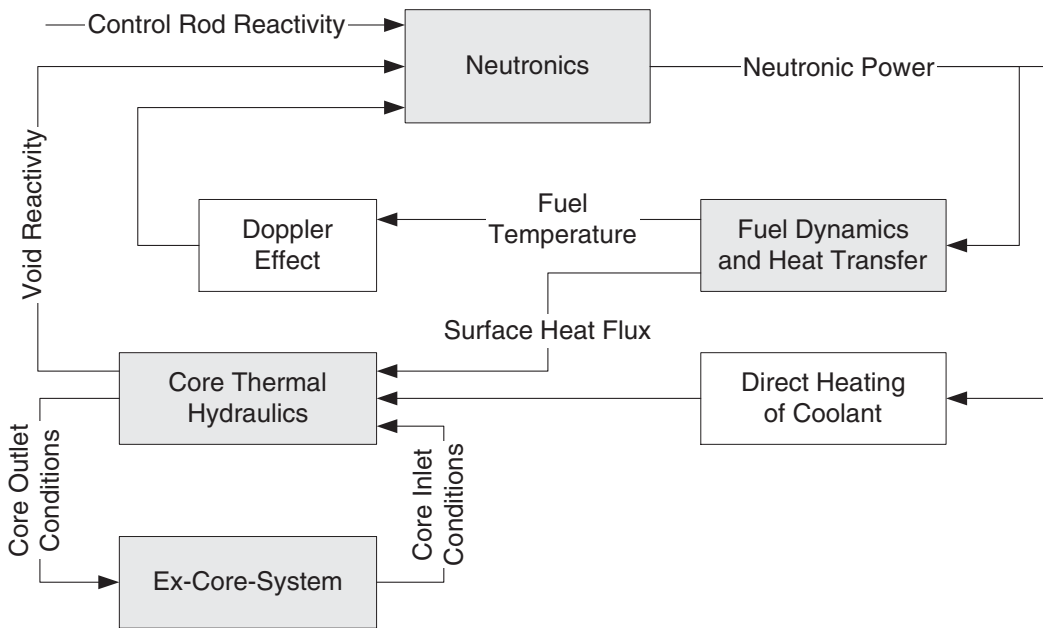 Control Rod Reactivity
Neutronics
Neutronic Power
Void Reactivity
Doppler
Effect
Fuel
Temperature
Fuel Dynamics
and Heat Transfer
Surface Heat Flux
Core Thermal
Hydraulics
Direct Heating
of Coolant
Core Outlet
Conditions
Core Inlet
Conditions
Ex-Core-System